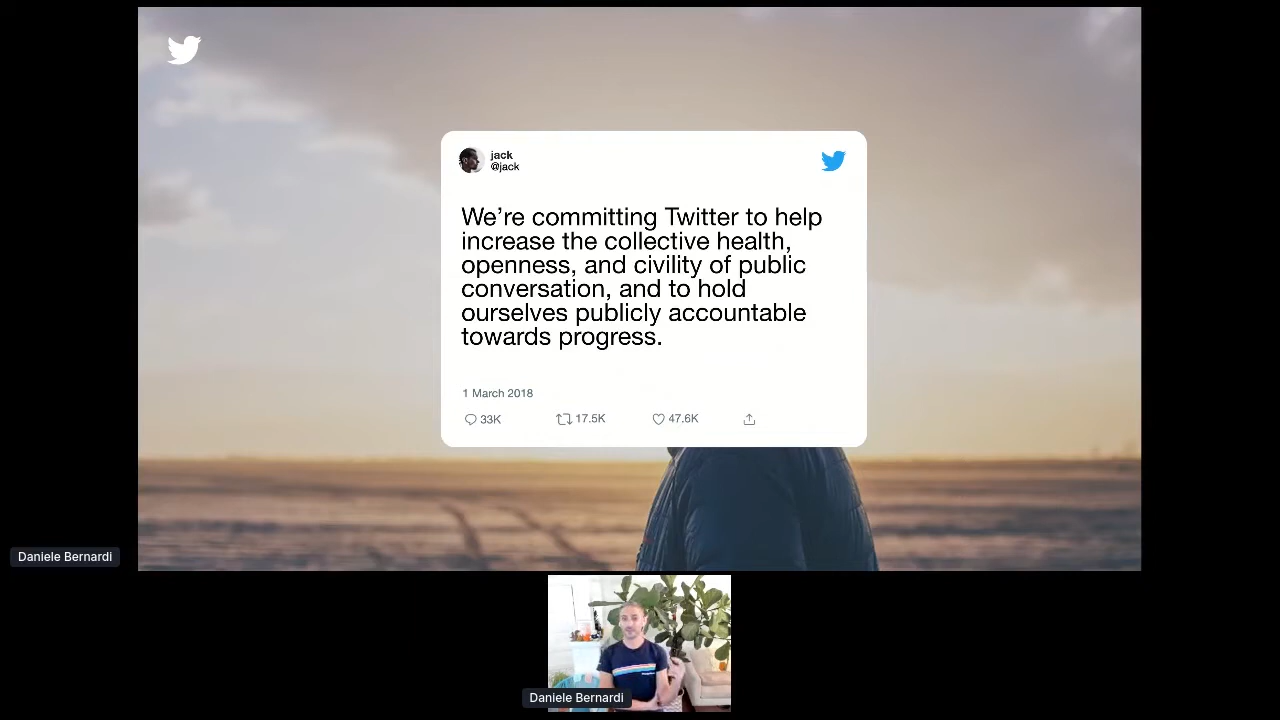 jack
@jack
We're committing Twitter to help
increase the collective health,
openness, and civility of public
conversation, and to hold
ourselves publicly accountable
towards progress.
1 March 2018
33K 17.5K 47.6K
Daniele Bernardi
Daniele Bernardi